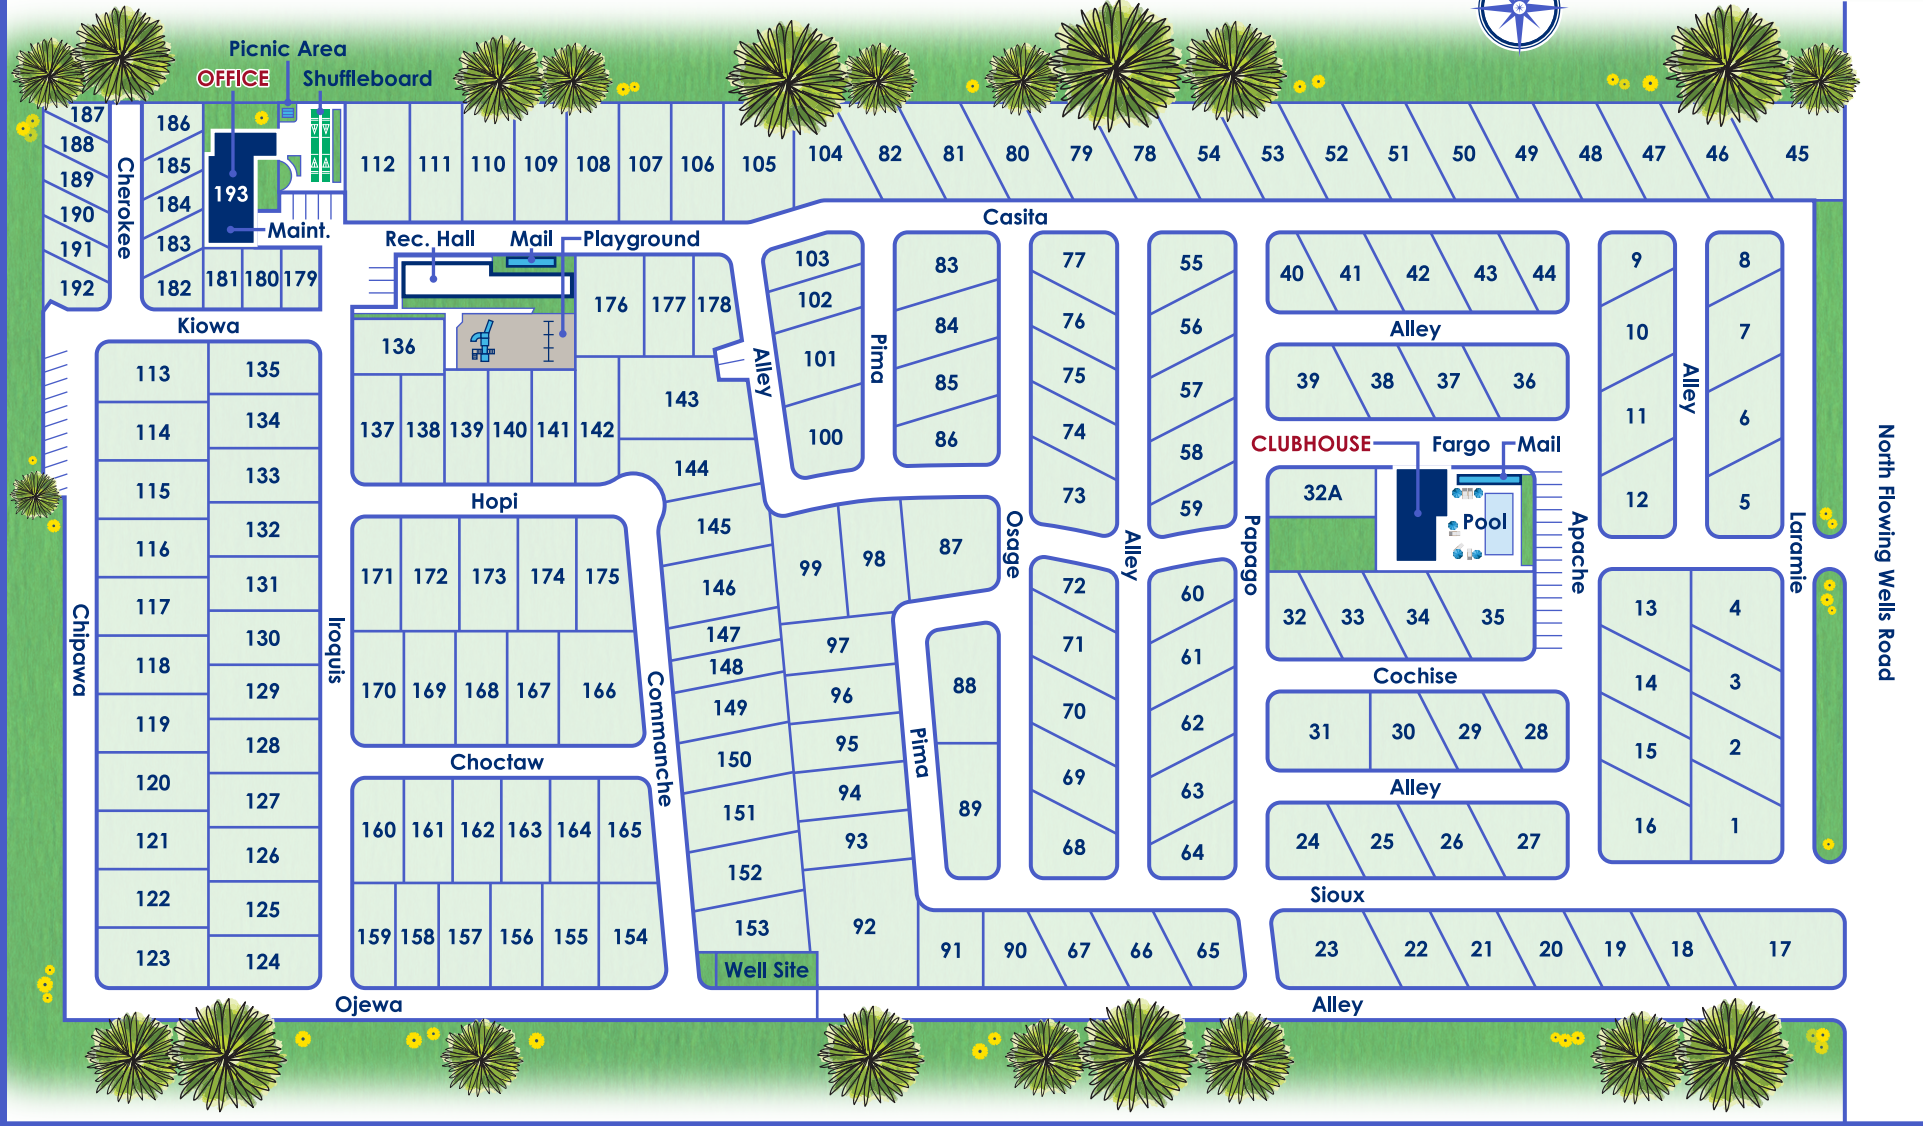 Picnic Area
OFFICE
Shuffleboard
187
188
189
190
191
192
Cherokee
186
185
184
183
182
193
Maint.
181 180 179
112 111 110 109 108 107 106 105 104 82 81 80 79 78 54 53 52 51 50 49 48 47 46 45
Casita
Rec. Hall
Mail
Playground
176 177 178
136
137 138 139 140 141 142
143
144
145
146
147
148
149
150
151
152
153
Well Site
Kiowa
113 135
114 134
115 133
116 132
117 131
118 130
119 129
120 128
121 127
122 126
123 125
124
Chipawa
Iroquis
Hopi
171 172 173 174 175
170 169 168 167 166
Choctaw
160 161 162 163 164 165
159 158 157 156 155 154
Commanche
Ojewa
Alley
103
102
101
100
Pima
83
84
85
86
99 98 87
97
96
95
94
93
92
Pima
88
89
Osage
77
76
75
74
73
72
71
70
69
68
Alley
55
56
57
58
59
60
61
62
63
64
Papago
91 90 67 66 65
40 41 42 43 44
Alley
39 38 37 36
CLUBHOUSE
Fargo
Mail
32A
Pool
32 33 34 35
Apache
Cochise
31 30 29 28
Alley
24 25 26 27
Sioux
23 22 21 20 19 18 17
Alley
9
10
11
12
Alley
8
7
6
5
13 4
14 3
15 2
16 1
Laramie
North Flowing Wells Road